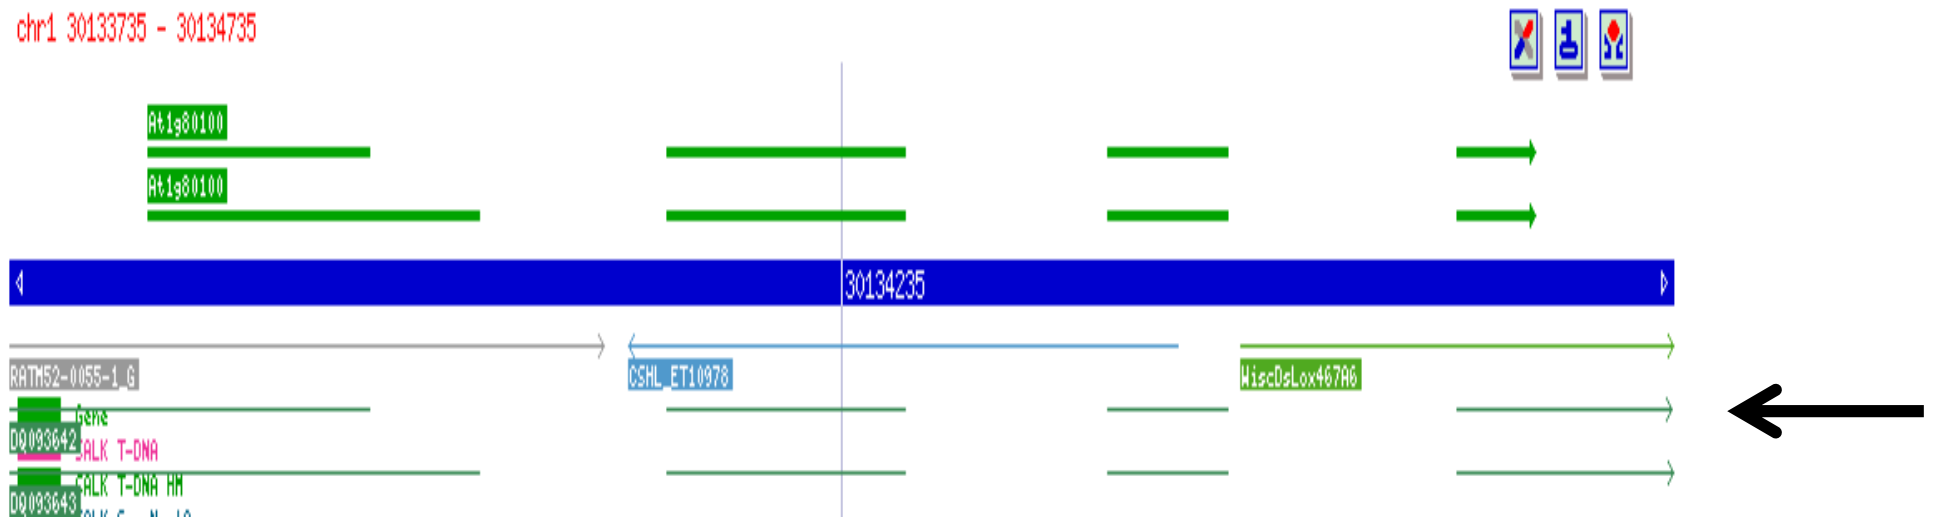 chr1 30133735 - 30134735
At1g80100
At1g80100
30134235
RATM52-0055-1_G
CSHL_ET10978
WiscDsLox467A6
Gene
DQ093642
SALK T-DNA
SALK T-DNA HM
DQ093643